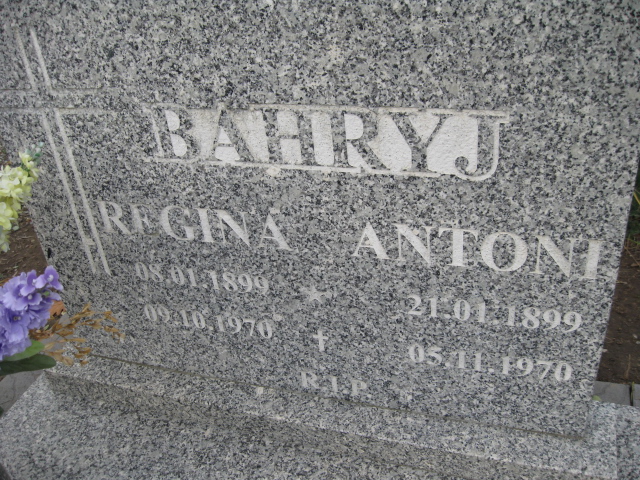 BAHRYJ
REGINA ANTONI
08.01.1899 21.01.1899
09.10.1970 05.11.1970
R.I.P.